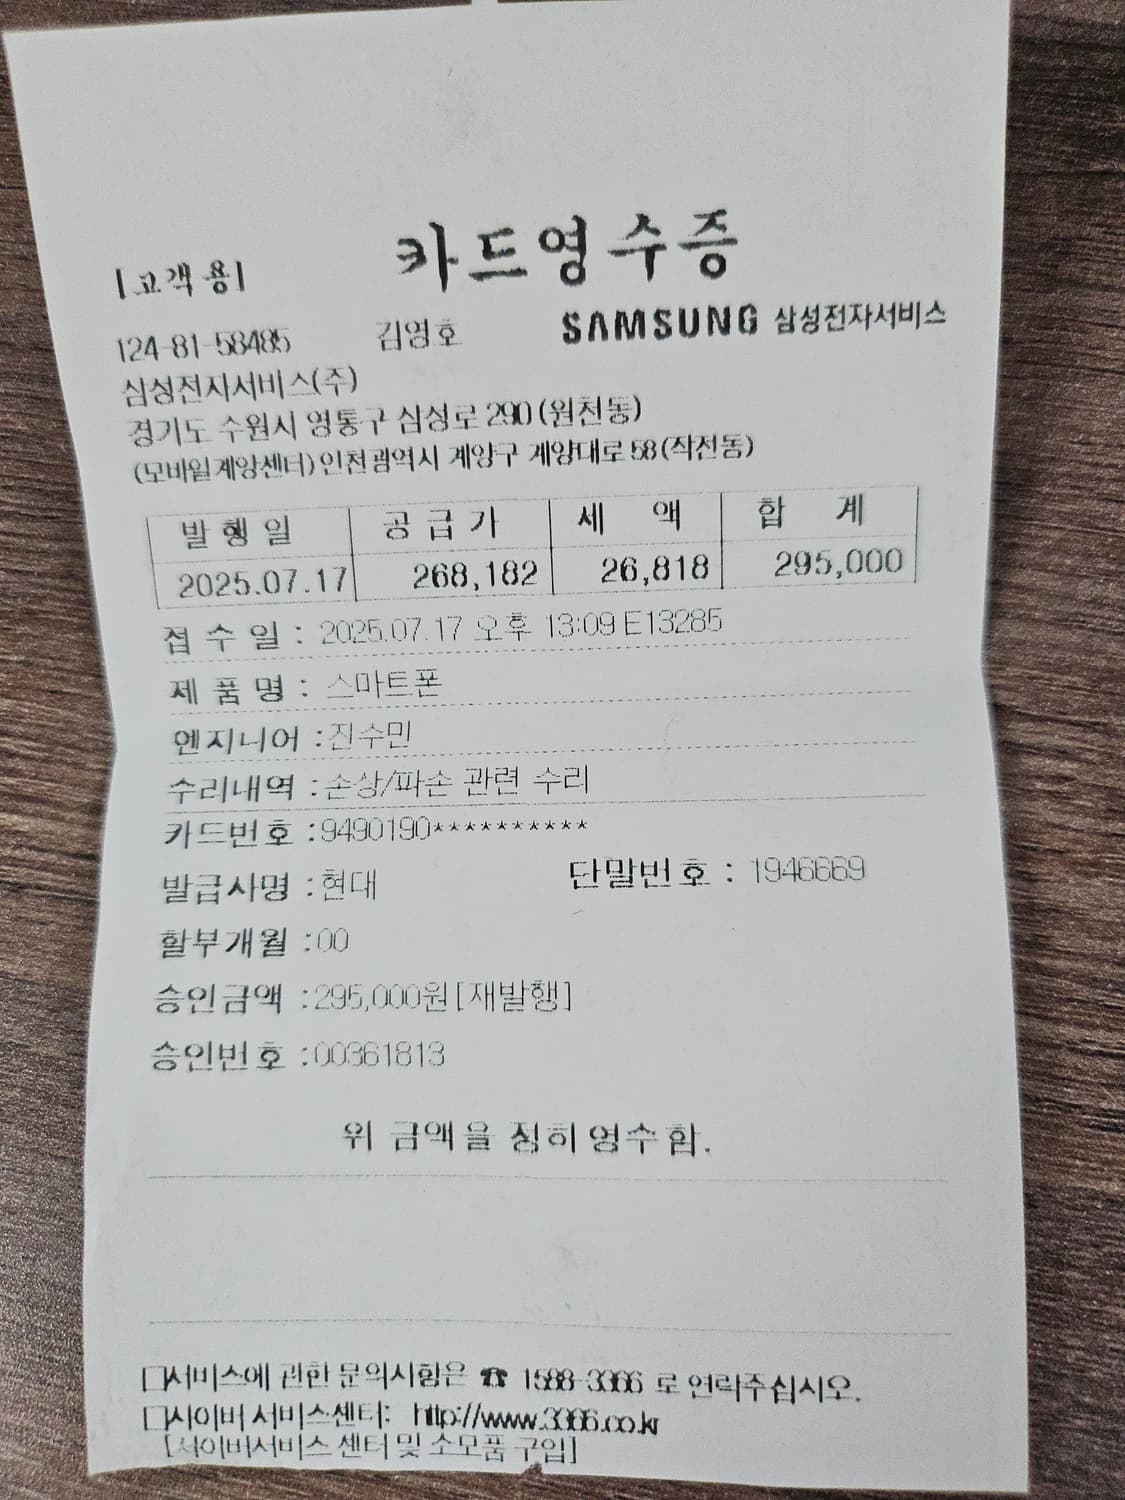 카드영수증
[고객용]
124-81-58485 김영호 SAMSUNG 삼성전자서비스
삼성전자서비스(주)
경기도 수원시 영통구 삼성로 290 (원천동)
(모바일계양센터) 인천광역시 계양구 계양대로 58 (작전동)
발행일 공급가 세액 합계
2025.07.17 268,182 26,818 295,000
접수일 : 2025.07.17 오후 13:09 E13285
제품명 : 스마트폰
엔지니어 :진수민
수리내역 :손상/파손 관련 수리
카드번호 :9490190**********
발급사명 :현대 단말번호 : 1946669
할부개월 :00
승인금액 :295,000원 [재발행]
승인번호 :00361813
위 금액을 정히 영수함.
□서비스에 관한 문의사항은 ☎ 1588-3366 로 연락주십시오.
□사이버 서비스센터: http://www.3366.co.kr
[사이버서비스 센터 및 소모품 구입]